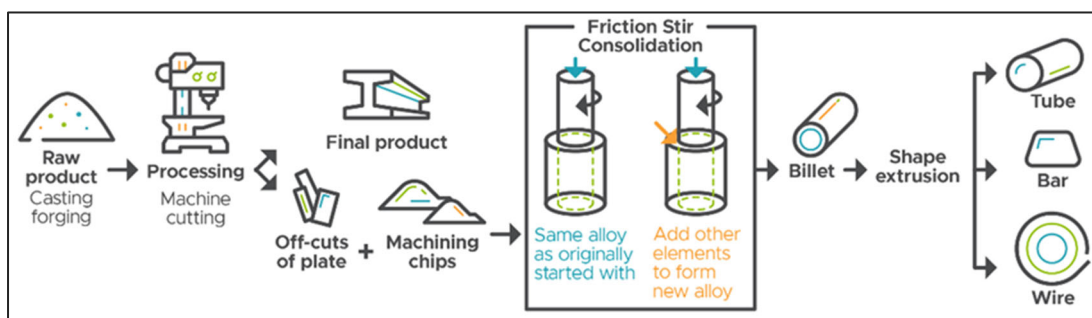 Raw
product
Casting
forging
Processing
Machine
cutting
Final product
Off-cuts
of plate
+
Machining
chips
Friction Stir
Consolidation
Same alloy
as originally
started with
Add other
elements
to form
new alloy
Billet
Shape
extrusion
Tube
Bar
Wire